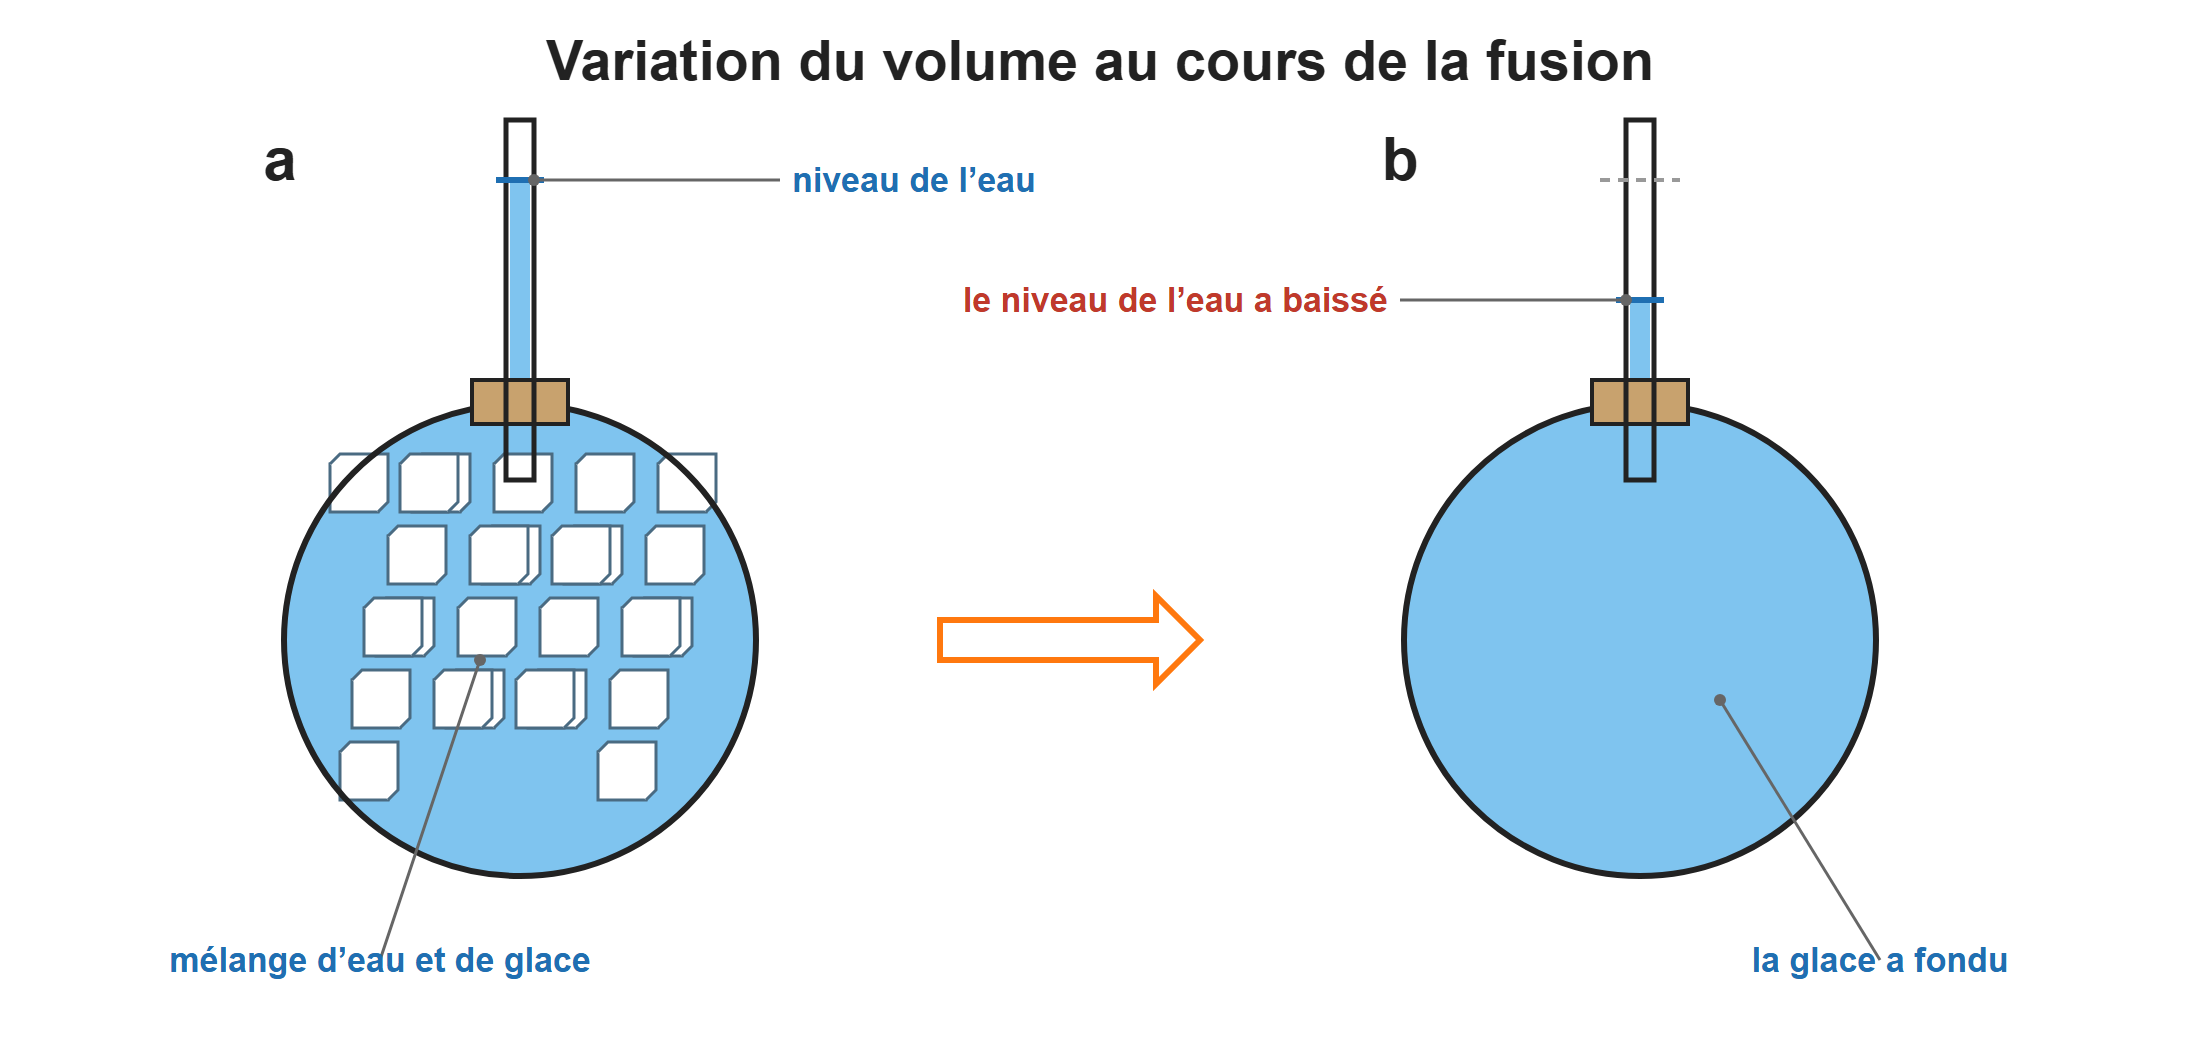 Variation du volume au cours de la fusion
a
b
niveau de l’eau
le niveau de l’eau a baissé
mélange d’eau et de glace
la glace a fondu